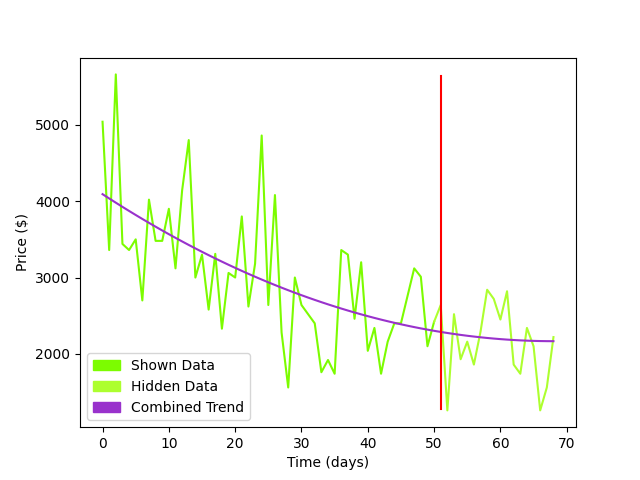 5000
4000
3000
2000
Price ($)
Shown Data
Hidden Data
Combined Trend
0 10 20 30 40 50 60 70
Time (days)